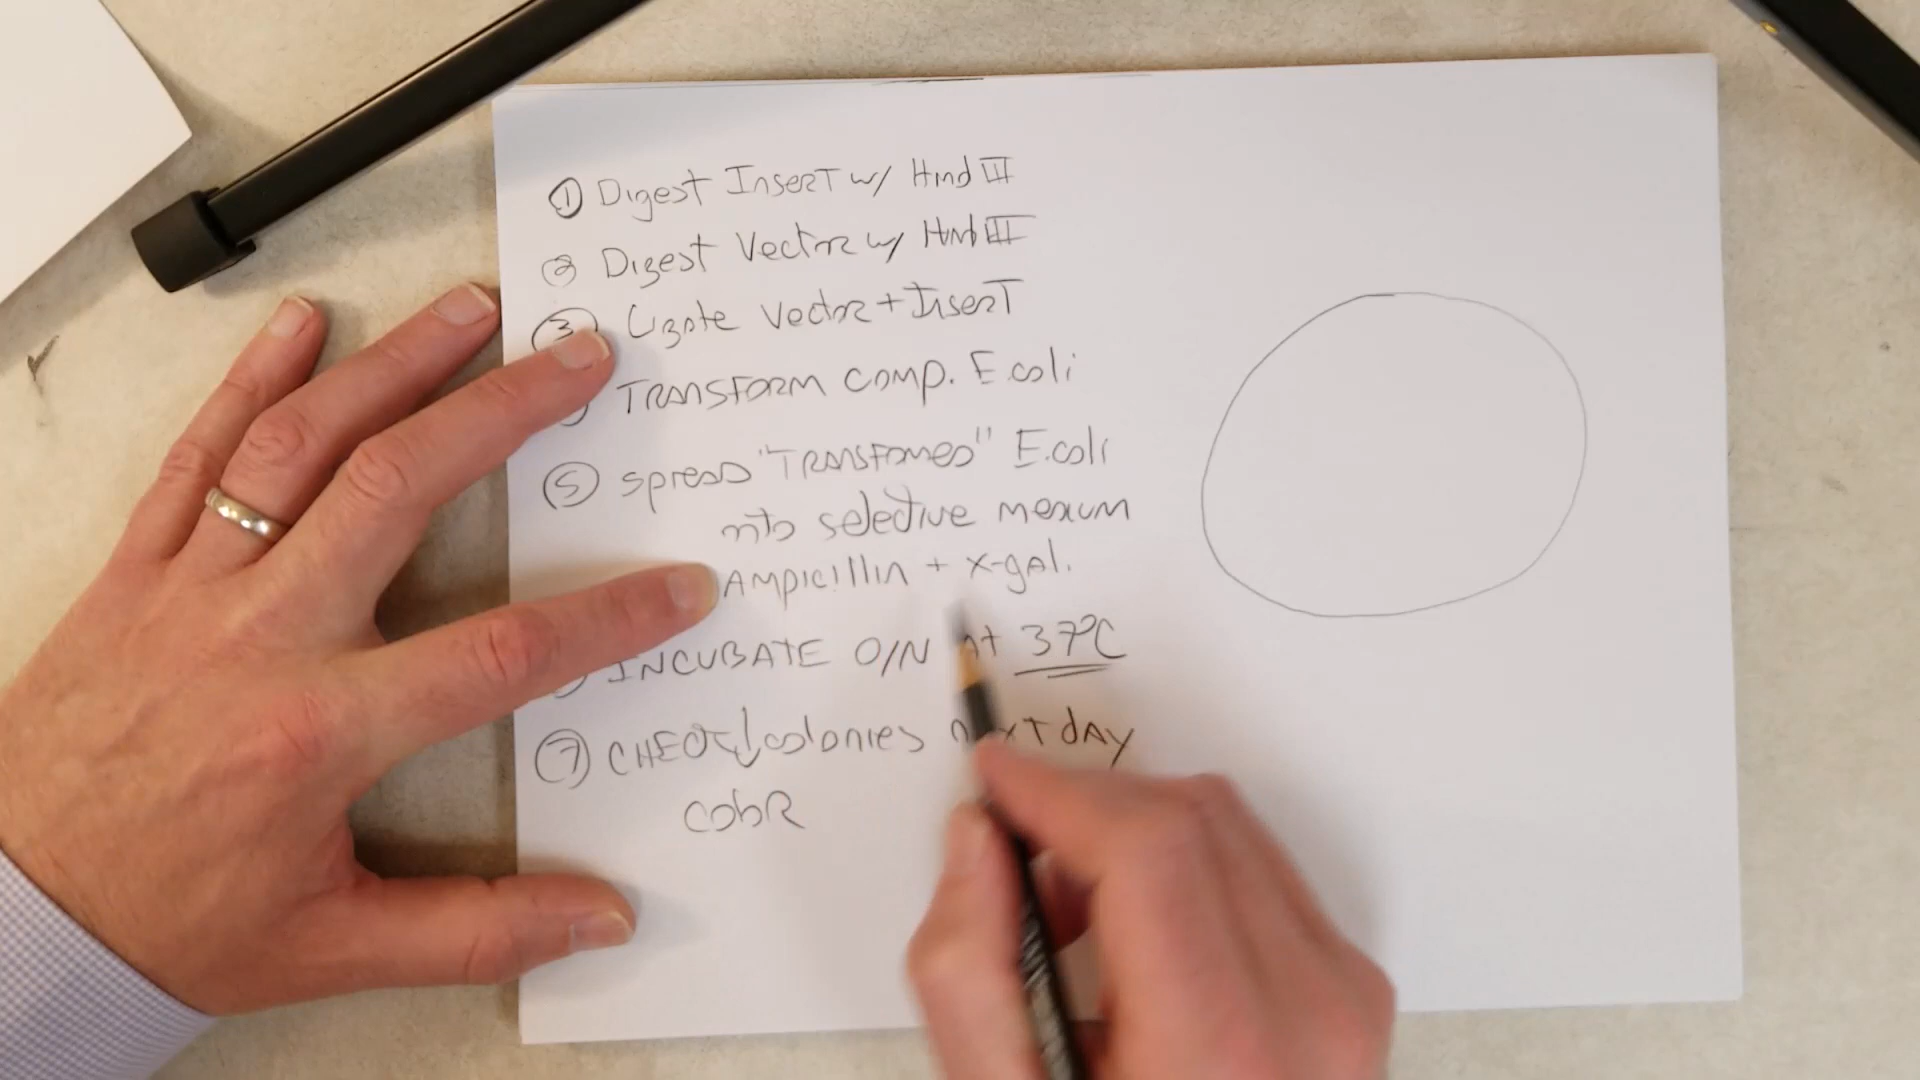 ① Digest Insert w/ Hind III
② Digest Vector w/ Hind III
③ Ligate Vector + Insert
TRANSFORM comp. E.coli
⑤ spread "TRANSFORMED" E.coli
onto selective medium
AMPICILLIN + X-gal.
INCUBATE O/N At 37°C
⑦ CHECK ↓ colonies next dAy
coloR